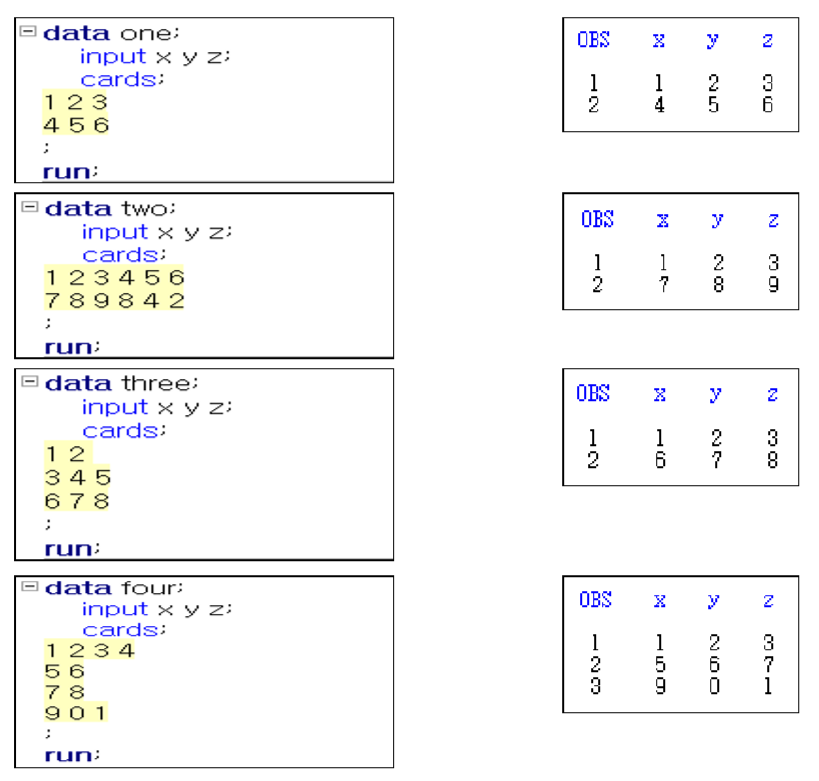 data one;
input x y z;
cards;
1 2 3
4 5 6
;
run;
OBS x y z
1 1 2 3
2 4 5 6
data two;
input x y z;
cards;
1 2 3 4 5 6
7 8 9 8 4 2
;
run;
OBS x y z
1 1 2 3
2 7 8 9
data three;
input x y z;
cards;
1 2
3 4 5
6 7 8
;
run;
OBS x y z
1 1 2 3
2 6 7 8
data four;
input x y z;
cards;
1 2 3 4
5 6
7 8
9 0 1
;
run;
OBS x y z
1 1 2 3
2 5 6 7
3 9 0 1